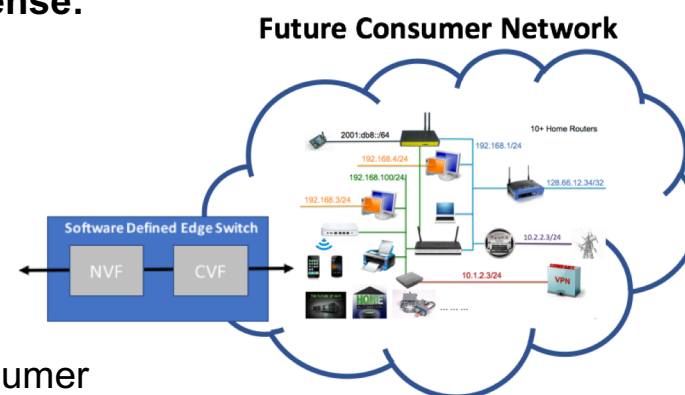 ense:
Future Consumer Network
2001:db8::/64
10+ Home Routers
192.168.1/24
192.168.4/24
192.168.100/24
128.66.12.34/32
192.168.3/24
Software Defined Edge Switch
NVF
CVF
10.2.2.3/24
10.1.2.3/24
VPN
HOME
... ...
umer